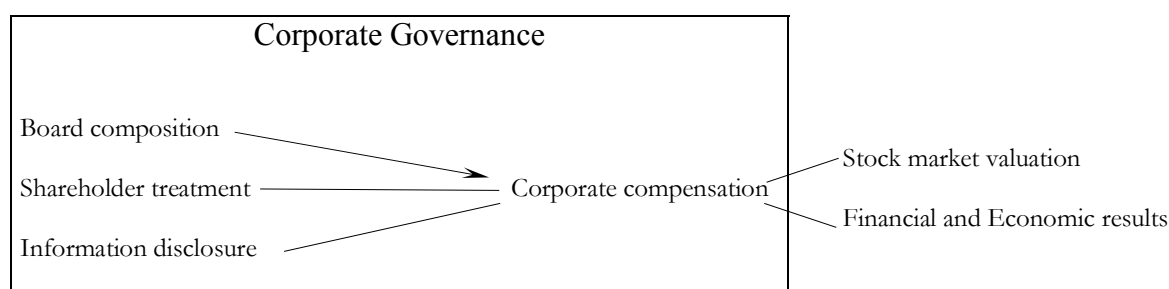 Corporate Governance
Board composition
Shareholder treatment
Information disclosure
Corporate compensation
Stock market valuation
Financial and Economic results